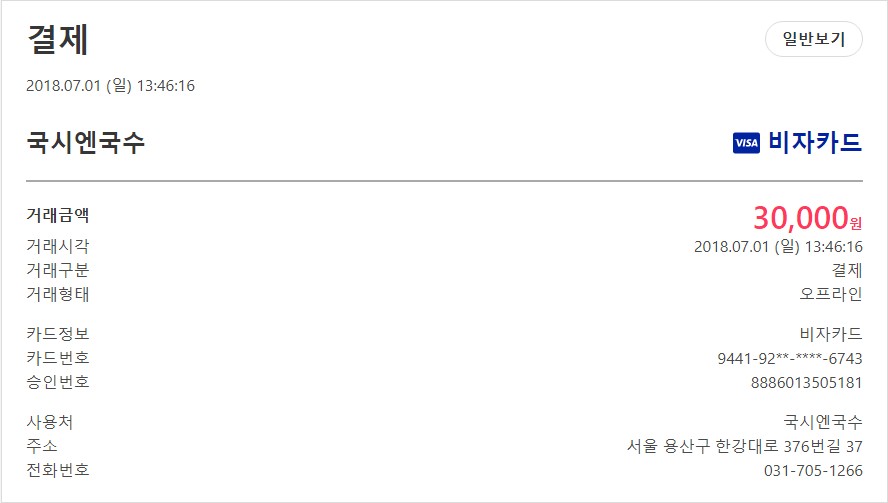 결제
일반보기
2018.07.01 (일) 13:46:16
국시엔국수
VISA 비자카드
거래금액 30,000원
거래시각 2018.07.01 (일) 13:46:16
거래구분 결제
거래형태 오프라인
카드정보 비자카드
카드번호 9441-92**-****-6743
승인번호 8886013505181
사용처 국시엔국수
주소 서울 용산구 한강대로 376번길 37
전화번호 031-705-1266